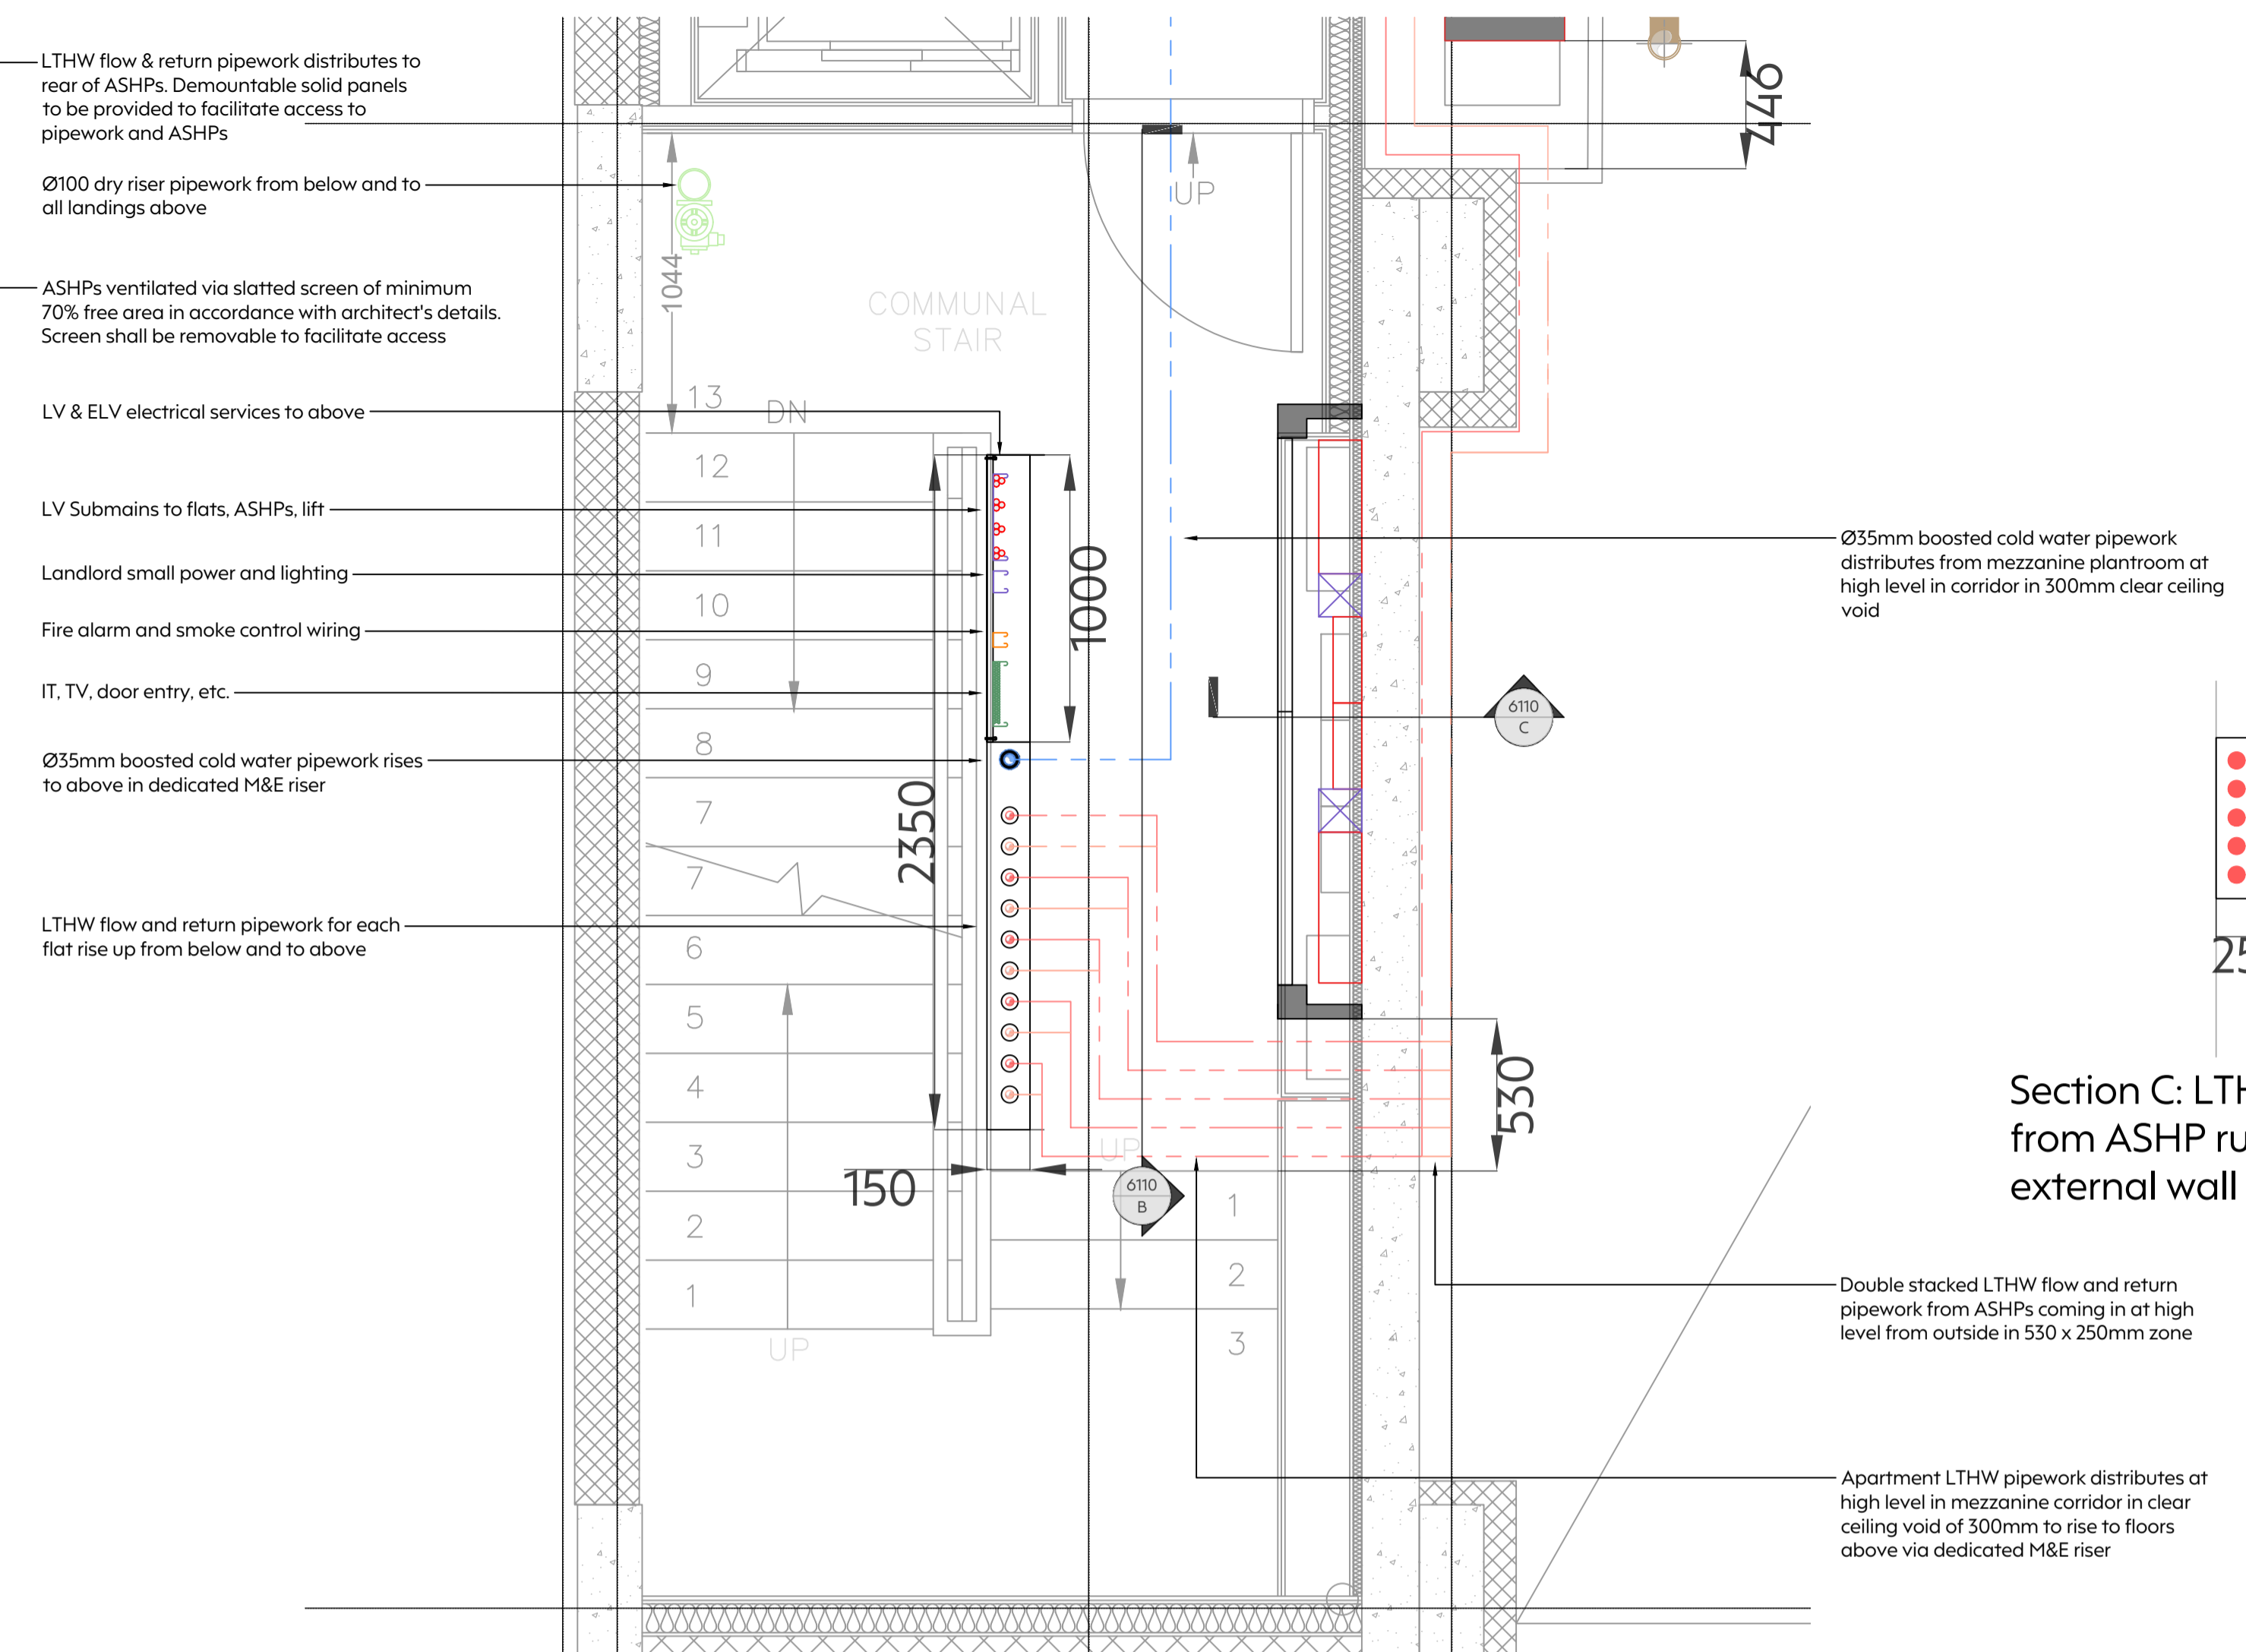 LTHW flow & return pipework distributes to
rear of ASHPs. Demountable solid panels
to be provided to facilitate access to
pipework and ASHPs
Ø100 dry riser pipework from below and to
all landings above
ASHPs ventilated via slatted screen of minimum
70% free area in accordance with architect's details.
Screen shall be removable to facilitate access
LV & ELV electrical services to above
LV Submains to flats, ASHPs, lift
Landlord small power and lighting
Fire alarm and smoke control wiring
IT, TV, door entry, etc.
Ø35mm boosted cold water pipework rises
to above in dedicated M&E riser
LTHW flow and return pipework for each
flat rise up from below and to above
446
UP
1044
COMMUNAL
STAIR
13
DN
12
11
10
9
8
7
7
6
5
4
3
2
1
UP
1000
2350
150
530
UP
1
2
3
6110
B
6110
C
Ø35mm boosted cold water pipework
distributes from mezzanine plantroom at
high level in corridor in 300mm clear ceiling
void
25
Section C: LTH
from ASHP ru
external wall
Double stacked LTHW flow and return
pipework from ASHPs coming in at high
level from outside in 530 x 250mm zone
Apartment LTHW pipework distributes at
high level in mezzanine corridor in clear
ceiling void of 300mm to rise to floors
above via dedicated M&E riser